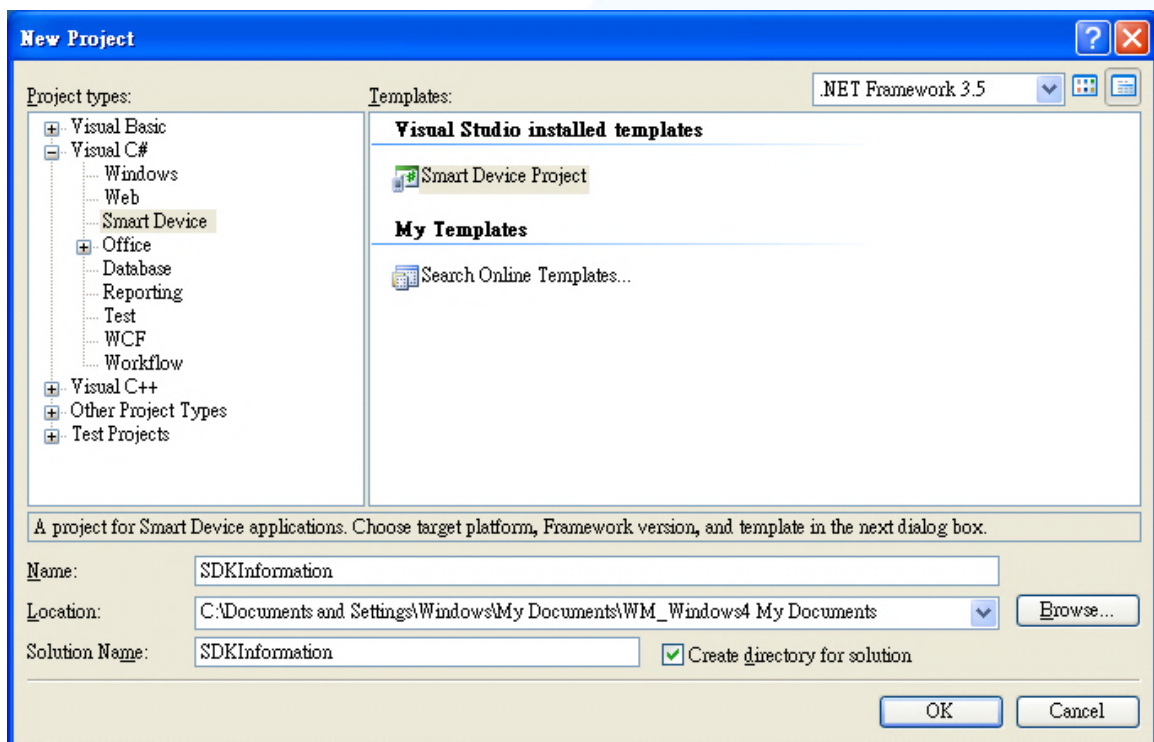 New Project
Project types:
Templates:
.NET Framework 3.5
Visual Basic
Visual C#
Windows
Web
Smart Device
Office
Database
Reporting
Test
WCF
Workflow
Visual C++
Other Project Types
Test Projects
Visual Studio installed templates
Smart Device Project
My Templates
Search Online Templates...
A project for Smart Device applications. Choose target platform, Framework version, and template in the next dialog box.
Name:
SDKInformation
Location:
C:\Documents and Settings\Windows\My Documents\WM_Windows4 My Documents
Browse...
Solution Name:
SDKInformation
Create directory for solution
OK
Cancel